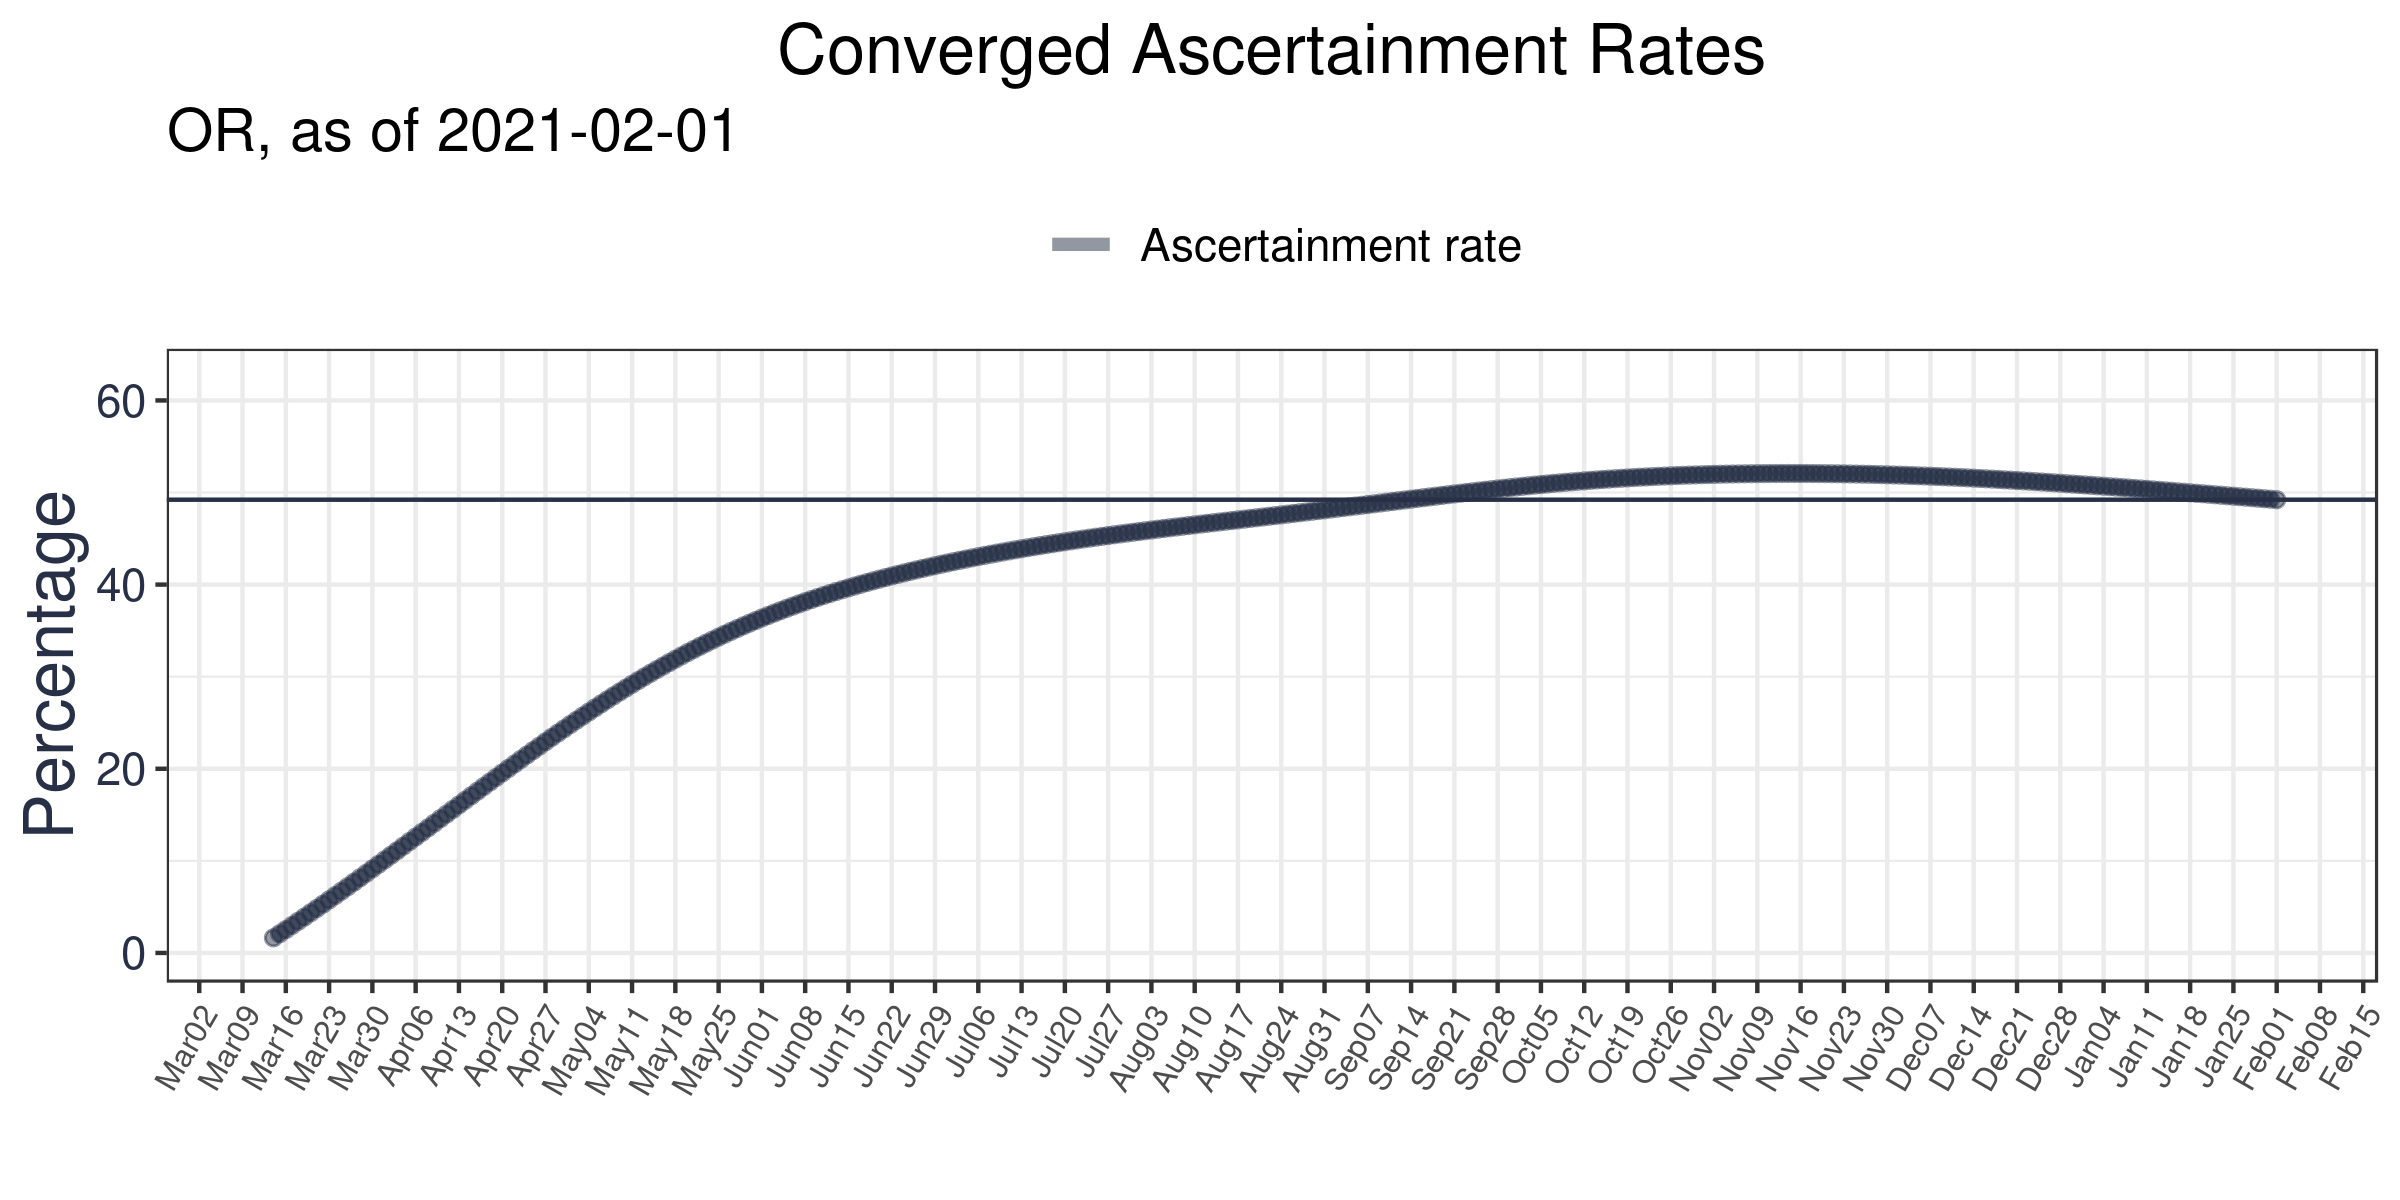 Converged Ascertainment Rates
OR, as of 2021-02-01
Ascertainment rate
Percentage
60
40
20
0
Mar02
Mar09
Mar16
Mar23
Mar30
Apr06
Apr13
Apr20
Apr27
May04
May11
May18
May25
Jun01
Jun08
Jun15
Jun22
Jun29
Jul06
Jul13
Jul20
Jul27
Aug03
Aug10
Aug17
Aug24
Aug31
Sep07
Sep14
Sep21
Sep28
Oct05
Oct12
Oct19
Oct26
Nov02
Nov09
Nov16
Nov23
Nov30
Dec07
Dec14
Dec21
Dec28
Jan04
Jan11
Jan18
Jan25
Feb01
Feb08
Feb15